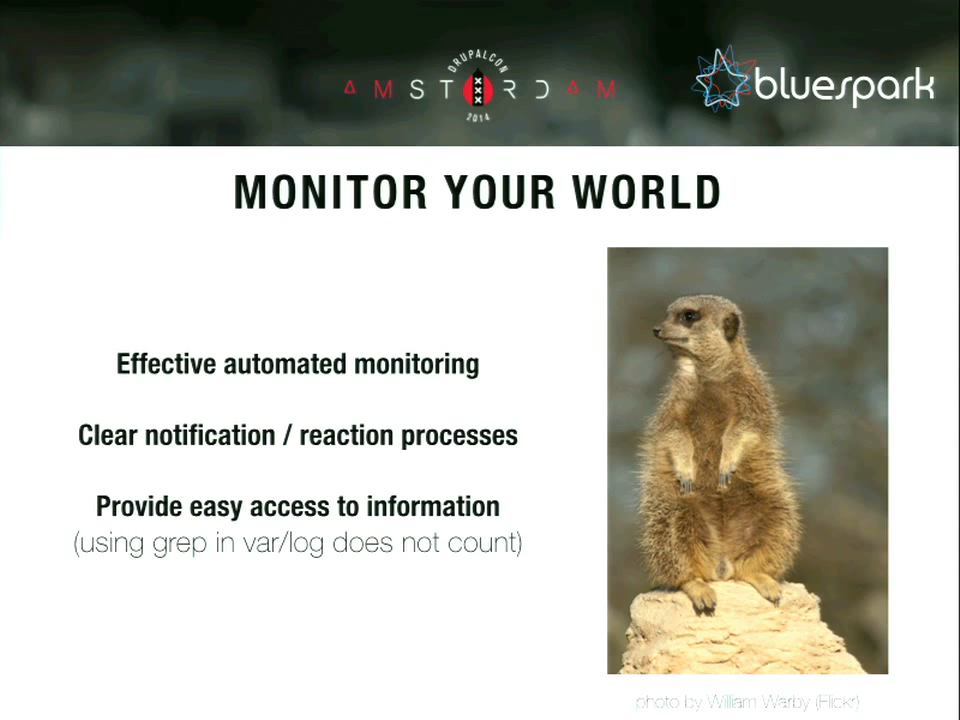 DRUPALCON
AMSTERDAM
2014
bluespark
MONITOR YOUR WORLD
Effective automated monitoring
Clear notification / reaction processes
Provide easy access to information
(using grep in var/log does not count)
photo by William Warby (Flickr)